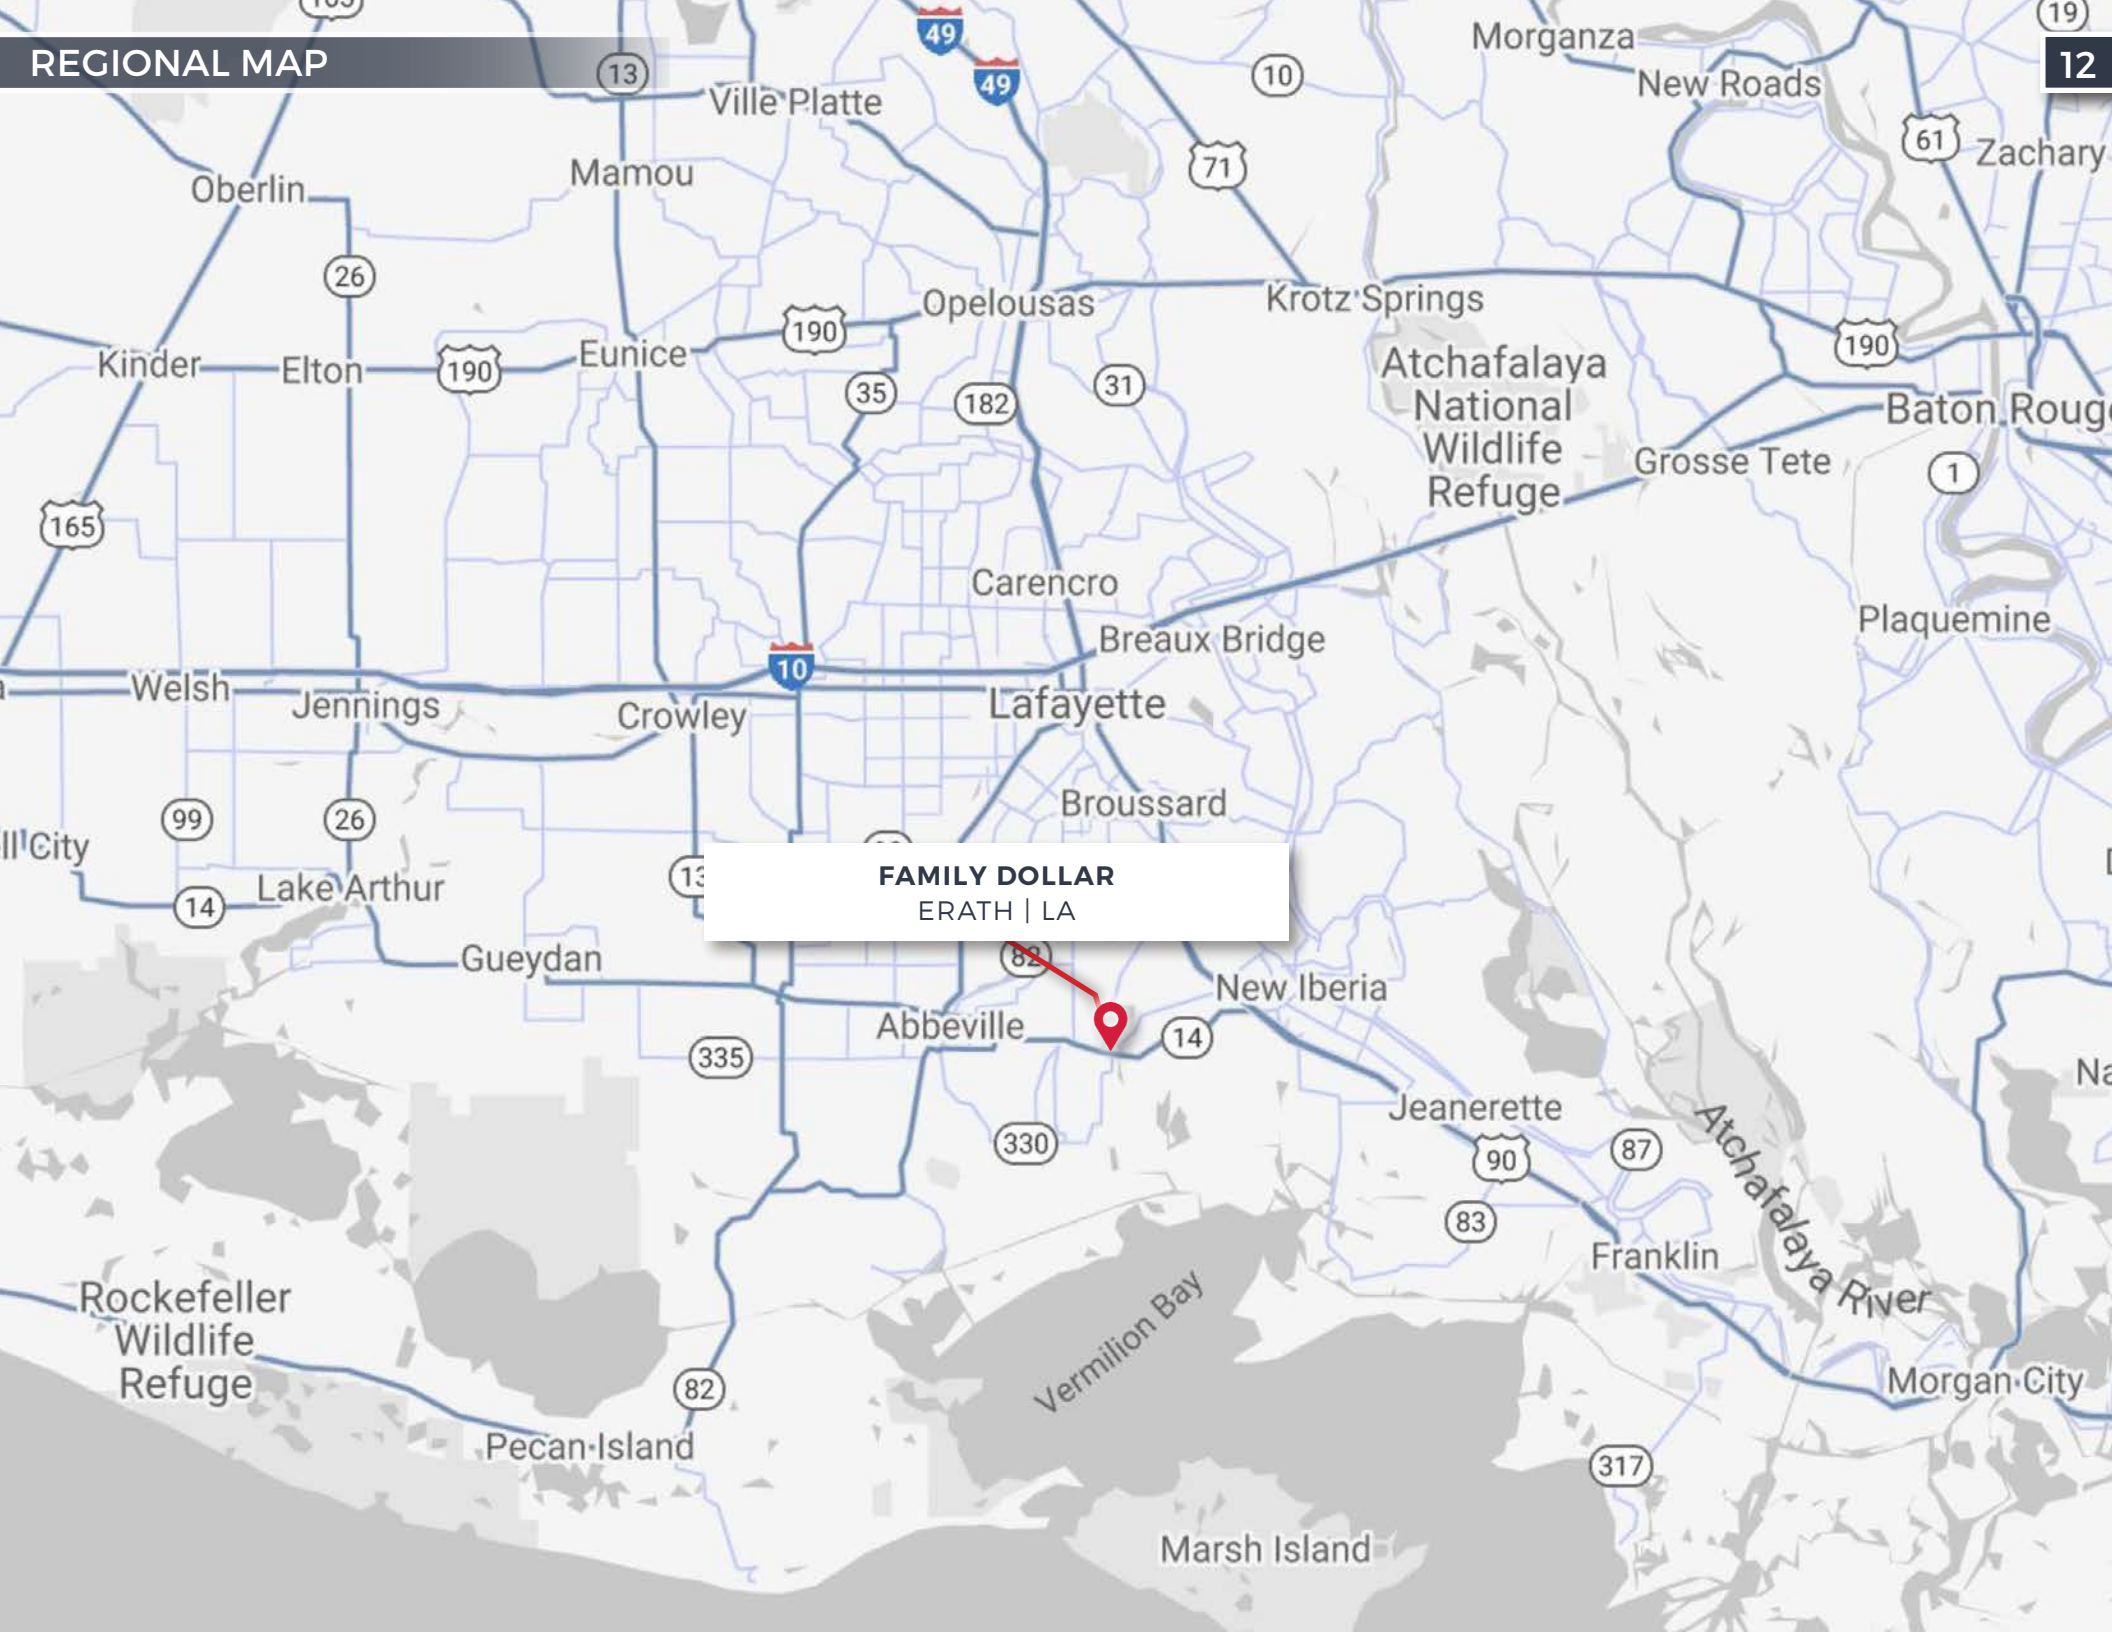 REGIONAL MAP
12
49
49
10
Morganza
19
13
Ville Platte
New Roads
61
Zachary
71
Mamou
Oberlin
26
190
Opelousas
Krotz Springs
190
Kinder
Elton
190
Eunice
35
182
31
Atchafalaya
National
Wildlife
Refuge
Baton Roug
Grosse Tete
1
165
Carencro
Breaux Bridge
Plaquemine
10
Welsh
Jennings
Crowley
Lafayette
Broussard
99
26
ll City
13
Lake Arthur
14
FAMILY DOLLAR
ERATH | LA
Gueydan
82
New Iberia
Abbeville
14
335
Na
Jeanerette
330
90
87
83
Atchafalaya River
Franklin
Rockefeller
Wildlife
Refuge
Vermilion Bay
82
Morgan City
Pecan Island
317
Marsh Island